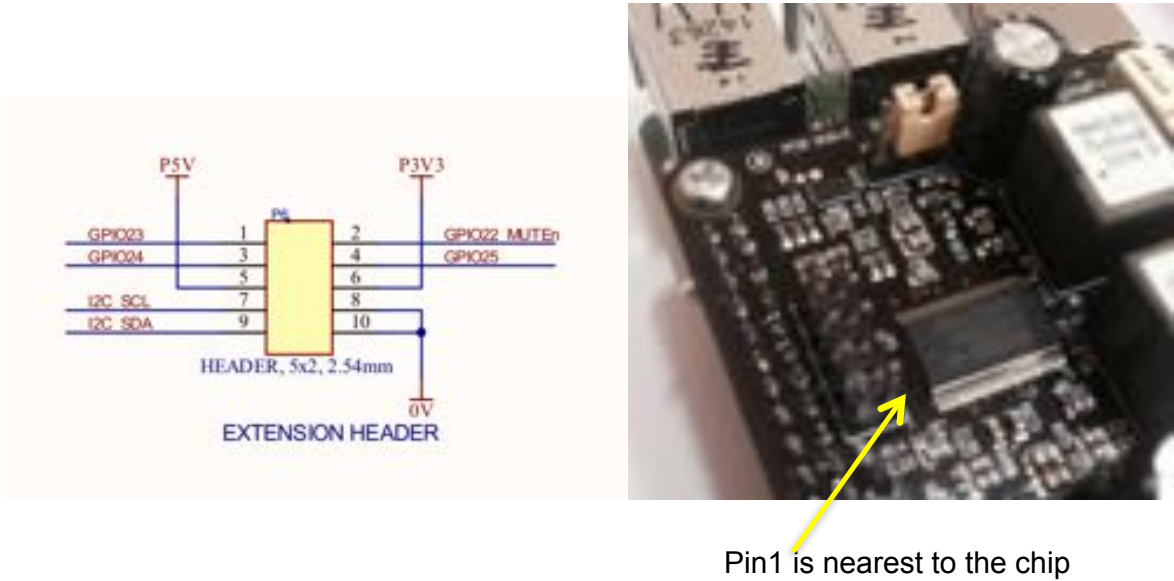 P5V
P3V3
P6
GPIO23 1 2 GPIO22_MUTEn
GPIO24 3 4 GPIO25
5 6
I2C_SCL 7 8
I2C_SDA 9 10
HEADER, 5x2, 2.54mm
0V
EXTENSION HEADER
Pin1 is nearest to the chip